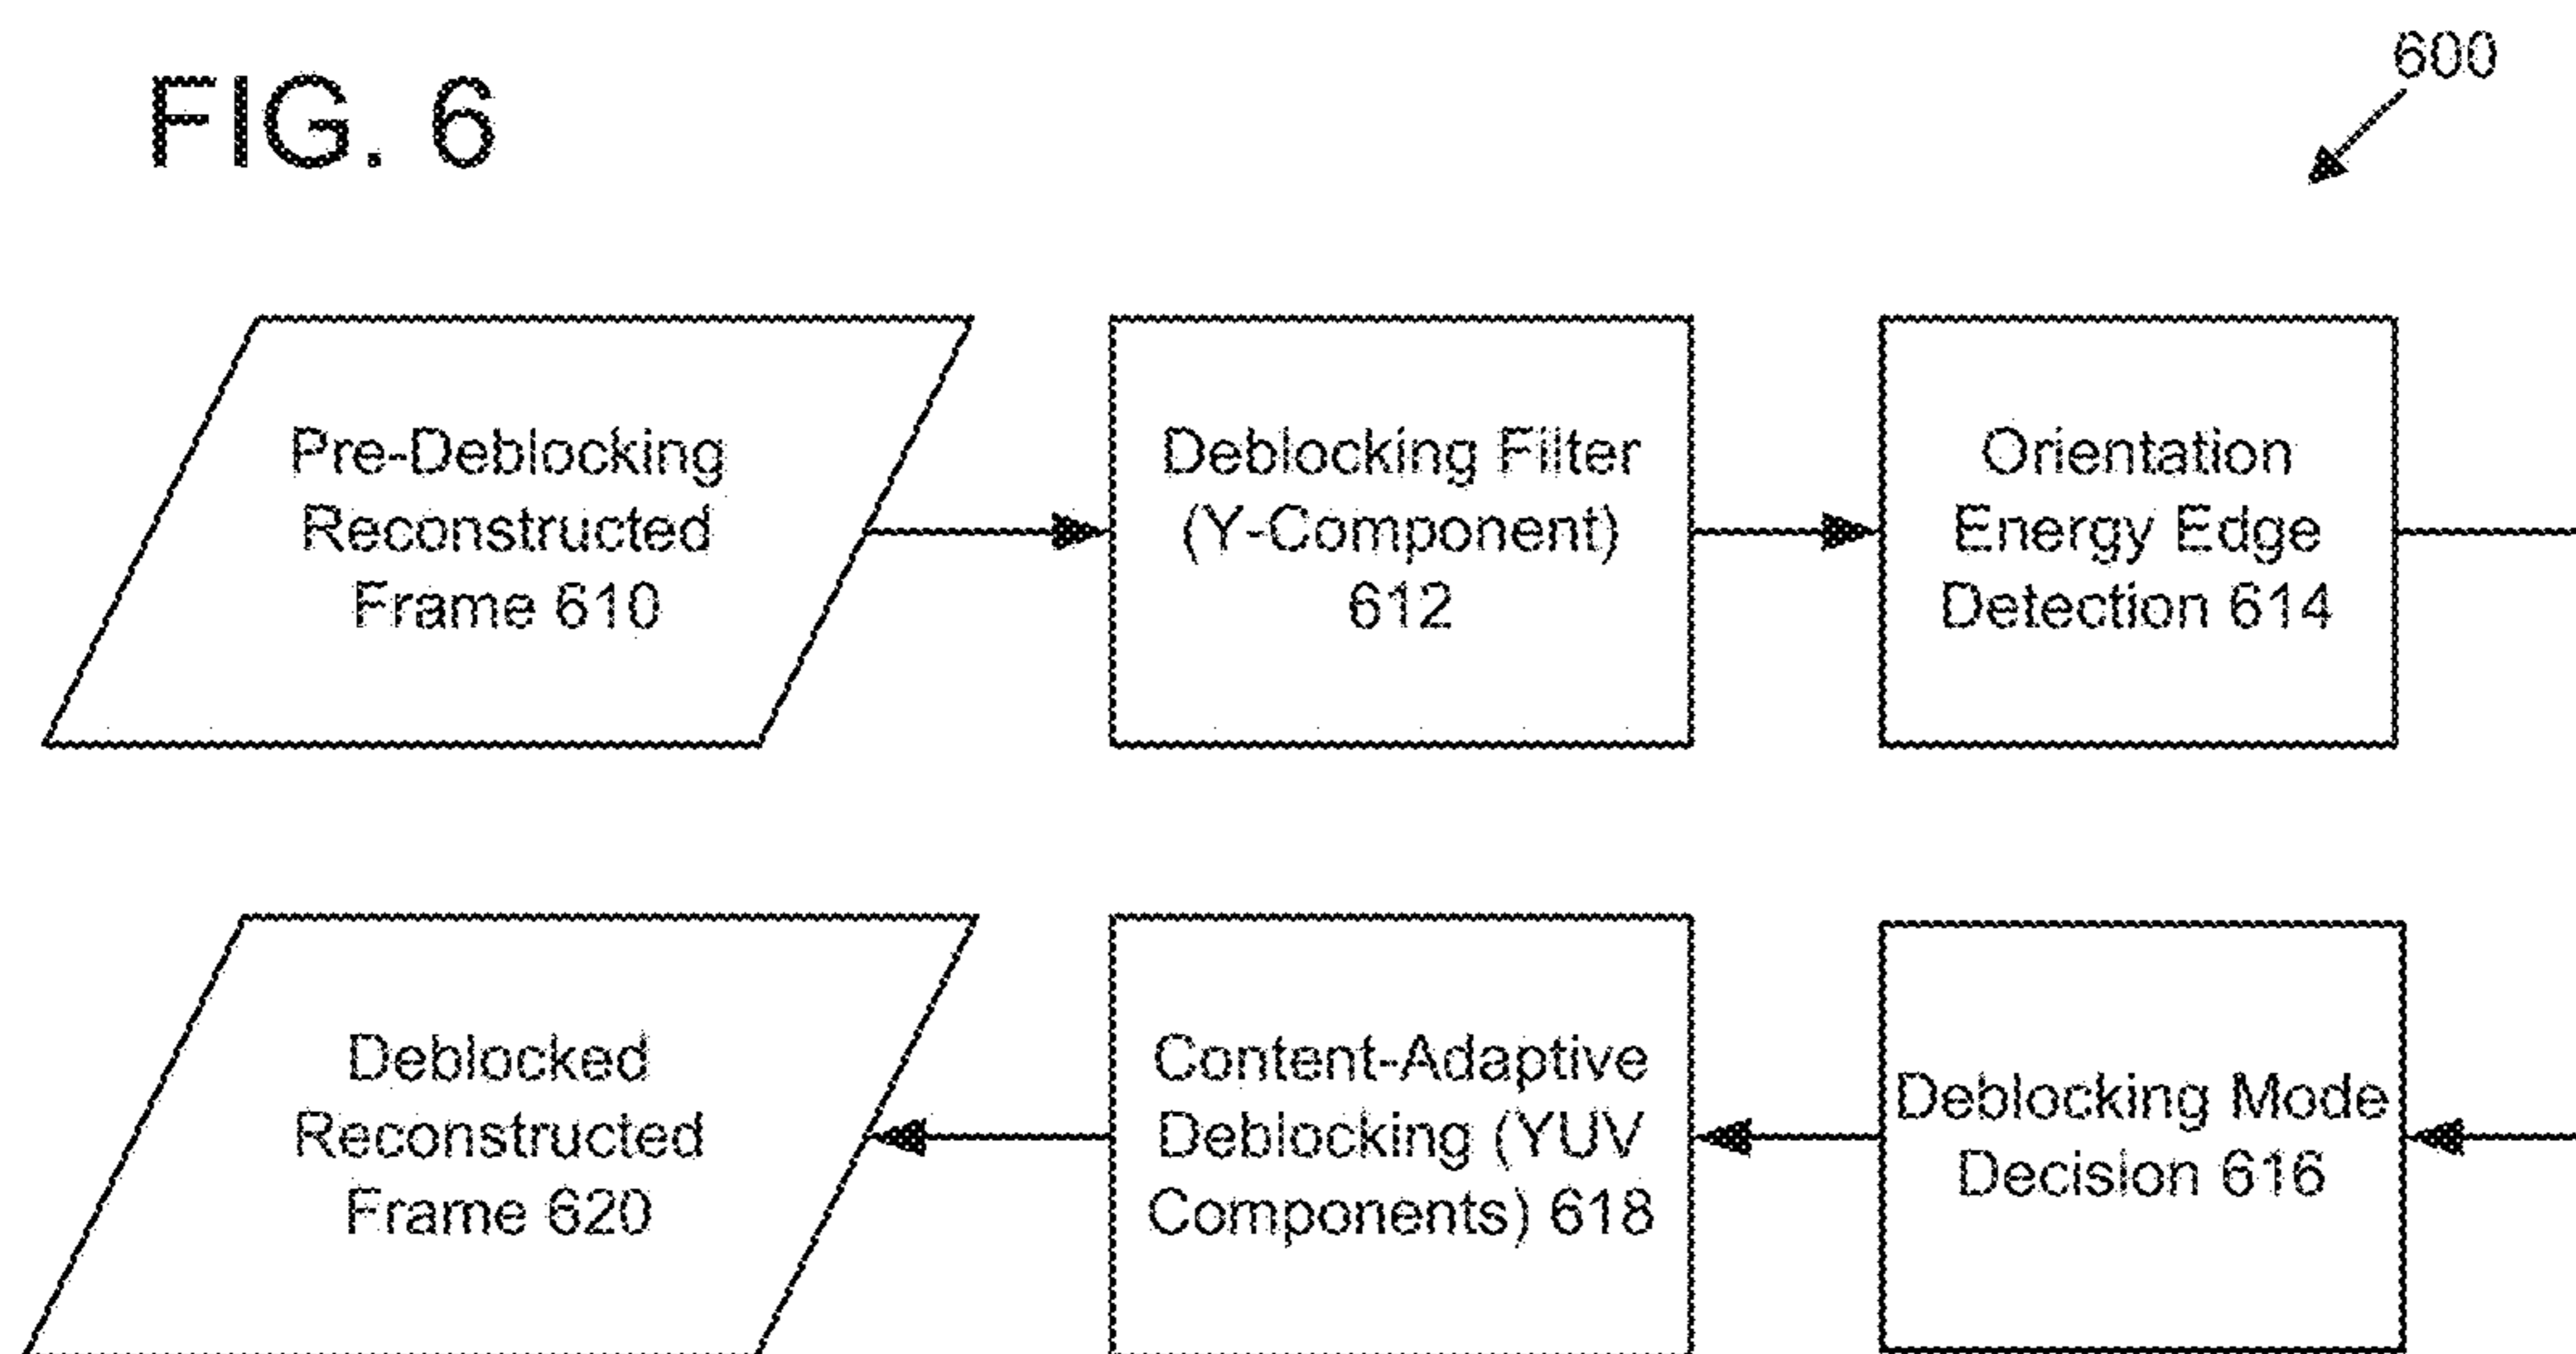 FIG. 6
600
Pre-Deblocking
Reconstructed
Frame 610
Deblocking Filter
(Y-Component)
612
Orientation
Energy Edge
Detection 614
Deblocked
Reconstructed
Frame 620
Content-Adaptive
Deblocking (YUV
Components) 618
Deblocking Mode
Decision 616